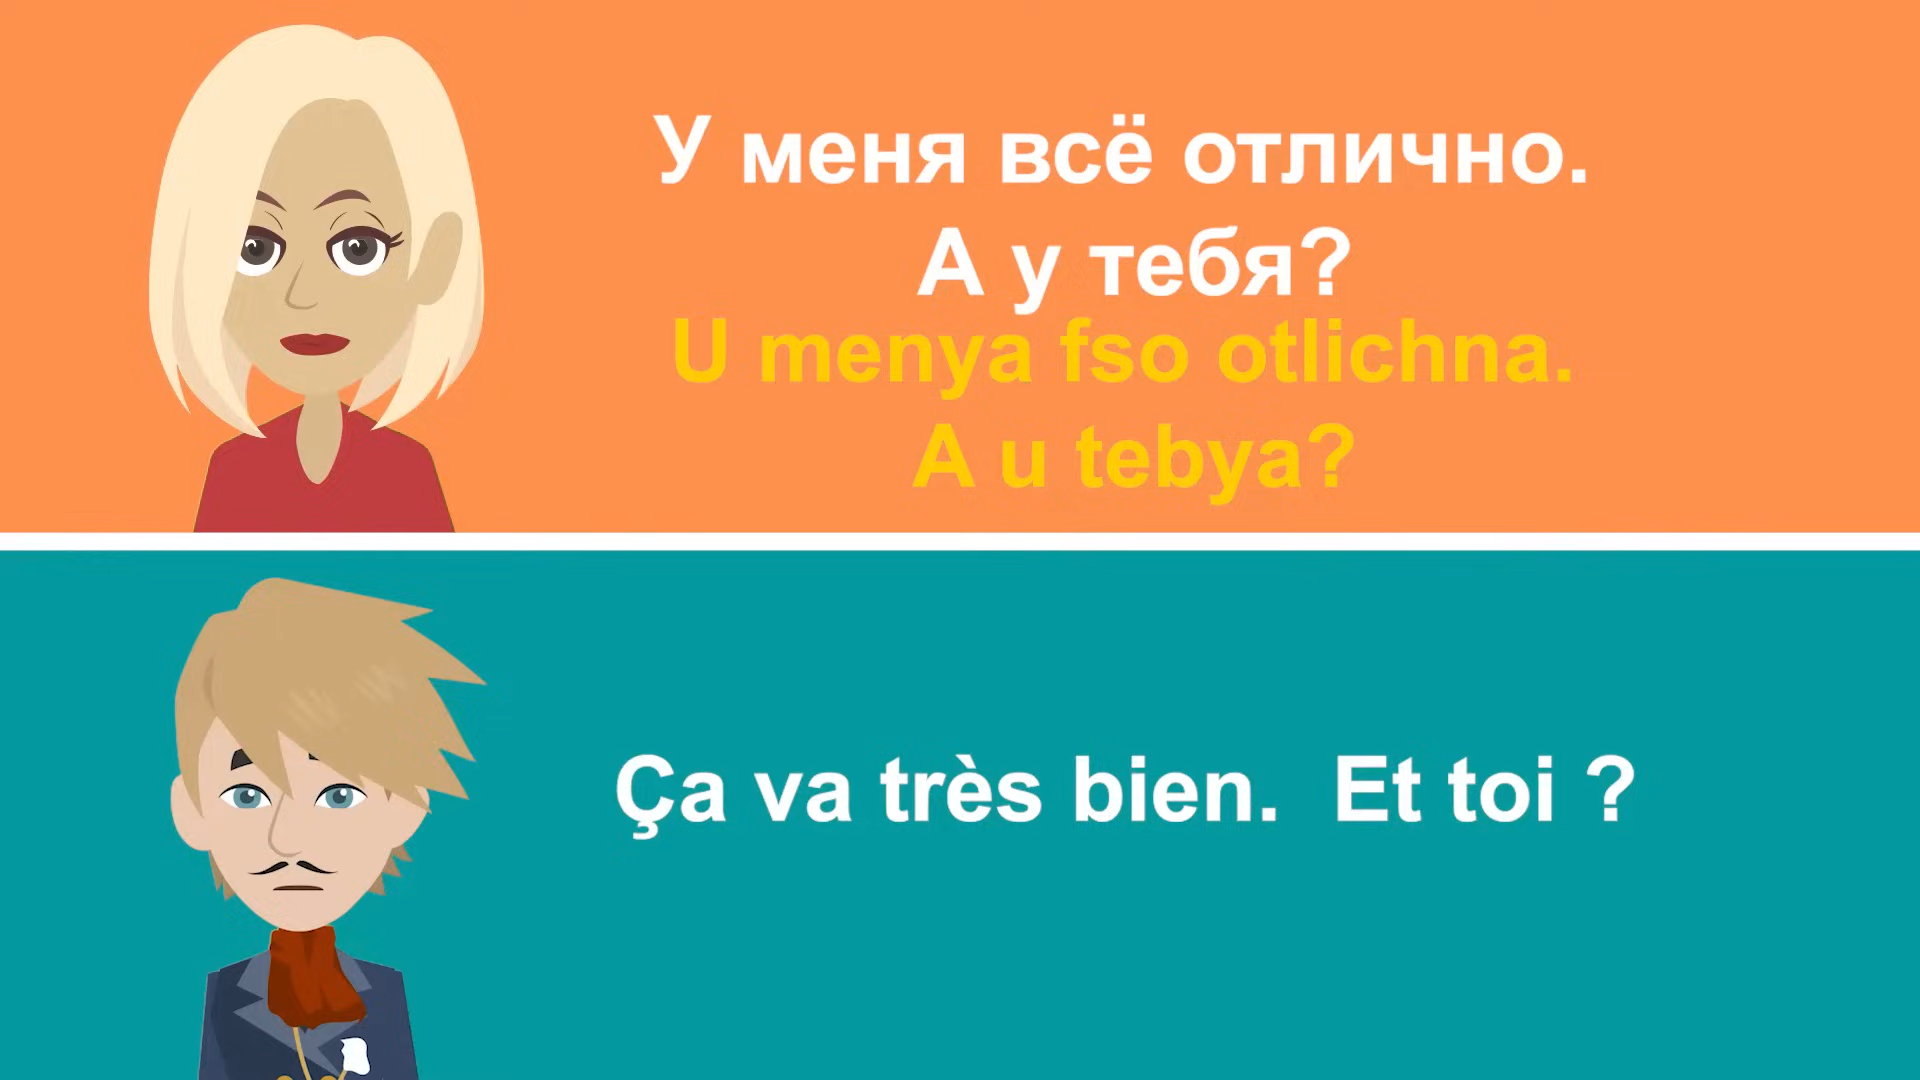 У меня всё отлично.
А у тебя?
U menya fso otlichna.
A u tebya?
Ça va très bien.  Et toi ?